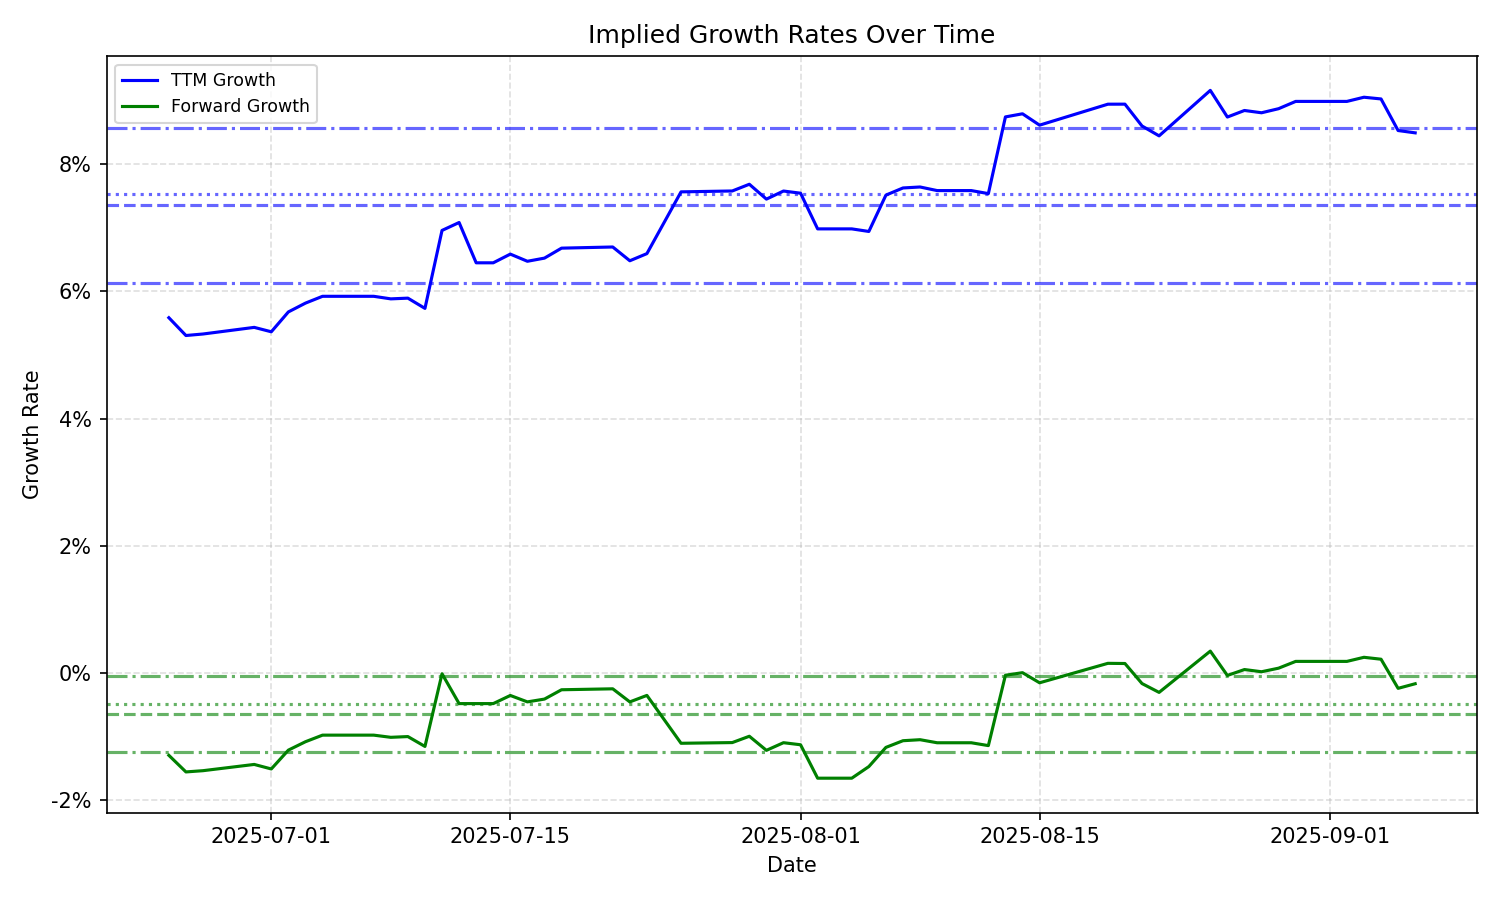 Implied Growth Rates Over Time
TTM Growth
Forward Growth
Growth Rate
8%
6%
4%
2%
0%
-2%
2025-07-01
2025-07-15
2025-08-01
2025-08-15
2025-09-01
Date